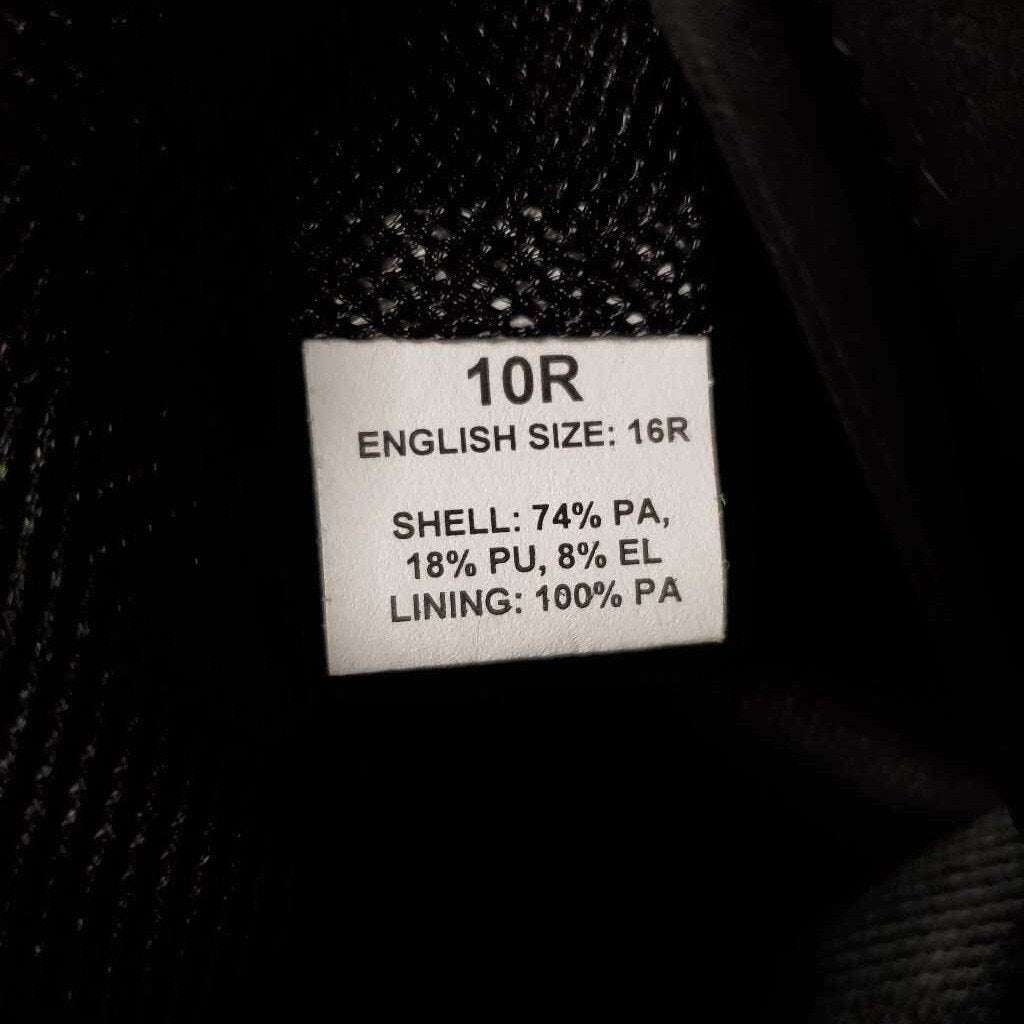 10R
ENGLISH SIZE: 16R
SHELL: 74% PA,
18% PU, 8% EL
LINING: 100% PA